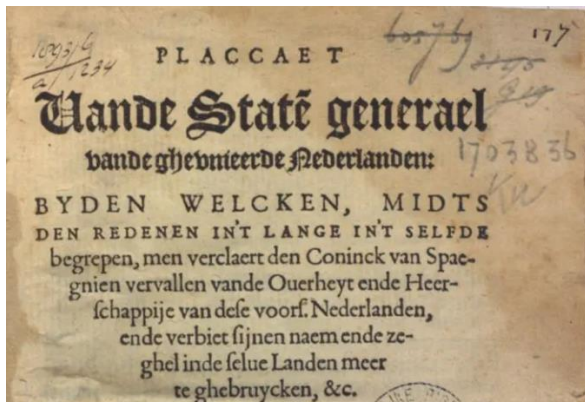 1093/G
a/1234
177
PLACCAET
Vande Statē generael
vande ghevnieerde Nederlanden:
1703836
BYDEN WELCKEN, MIDTS
DEN REDENEN IN'T LANGE IN'T SELFDE
begrepen, men verclaert den Coninck van Spae-
gnien vervallen vande Ouerheyt ende Heer-
schappije van dese voors. Nederlanden,
ende verbiet sijnen naem ende ze-
ghel inde selue Landen meer
te ghebruycken, &c.